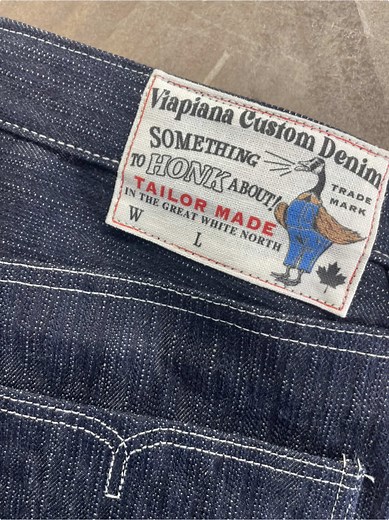 Viapiana Custom Denim
SOMETHING
TO HONK ABOUT!
TRADE
MARK
TAILOR MADE
IN THE GREAT WHITE NORTH
W
L